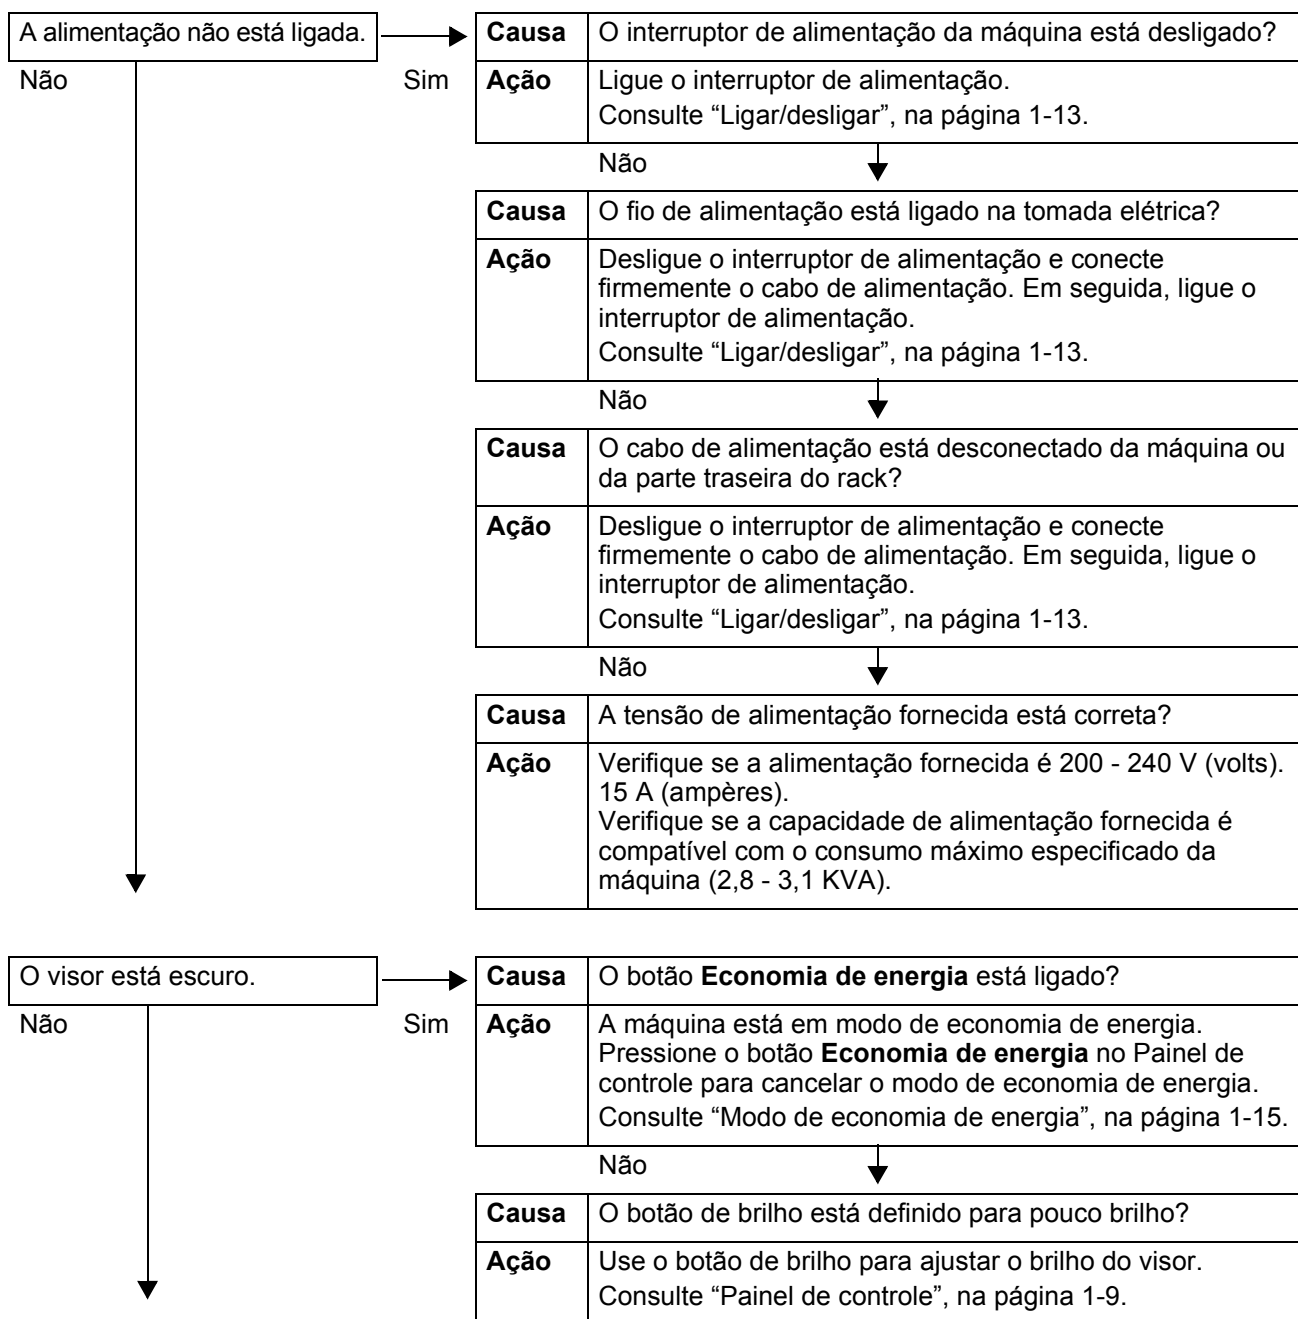 A alimentação não está ligada.
Não
Sim
Causa
O interruptor de alimentação da máquina está desligado?
Ação
Ligue o interruptor de alimentação.
Consulte “Ligar/desligar”, na página 1-13.
Não
Causa
O fio de alimentação está ligado na tomada elétrica?
Ação
Desligue o interruptor de alimentação e conecte
firmemente o cabo de alimentação. Em seguida, ligue o
interruptor de alimentação.
Consulte “Ligar/desligar”, na página 1-13.
Não
Causa
O cabo de alimentação está desconectado da máquina ou
da parte traseira do rack?
Ação
Desligue o interruptor de alimentação e conecte
firmemente o cabo de alimentação. Em seguida, ligue o
interruptor de alimentação.
Consulte “Ligar/desligar”, na página 1-13.
Não
Causa
A tensão de alimentação fornecida está correta?
Ação
Verifique se a alimentação fornecida é 200 - 240 V (volts).
15 A (ampères).
Verifique se a capacidade de alimentação fornecida é
compatível com o consumo máximo especificado da
máquina (2,8 - 3,1 KVA).
O visor está escuro.
Não
Sim
Causa
O botão Economia de energia está ligado?
Ação
A máquina está em modo de economia de energia.
Pressione o botão Economia de energia no Painel de
controle para cancelar o modo de economia de energia.
Consulte “Modo de economia de energia”, na página 1-15.
Não
Causa
O botão de brilho está definido para pouco brilho?
Ação
Use o botão de brilho para ajustar o brilho do visor.
Consulte “Painel de controle”, na página 1-9.